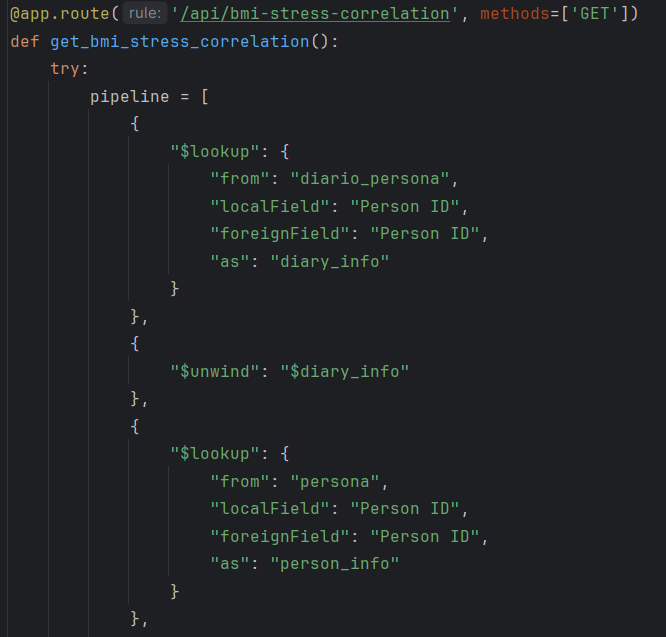 @app.route( rule: '/api/bmi-stress-correlation', methods=['GET'])
def get_bmi_stress_correlation():
    try:
        pipeline = [
            {
                "$lookup": {
                    "from": "diario_persona",
                    "localField": "Person ID",
                    "foreignField": "Person ID",
                    "as": "diary_info"
                }
            },
            {
                "$unwind": "$diary_info"
            },
            {
                "$lookup": {
                    "from": "persona",
                    "localField": "Person ID",
                    "foreignField": "Person ID",
                    "as": "person_info"
                }
            },